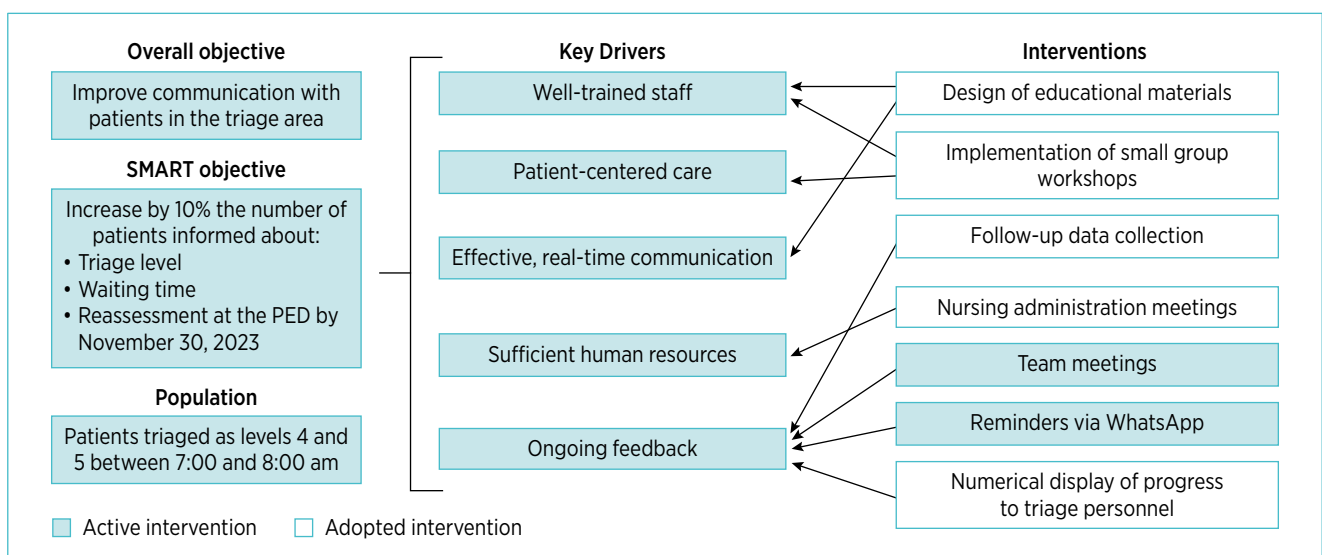 Overall objective
Improve communication with
patients in the triage area
SMART objective
Increase by 10% the number of
patients informed about:
• Triage level
• Waiting time
• Reassessment at the PED by
November 30, 2023
Population
Patients triaged as levels 4 and
5 between 7:00 and 8:00 am
Key Drivers
Well-trained staff
Patient-centered care
Effective, real-time communication
Sufficient human resources
Ongoing feedback
Interventions
Design of educational materials
Implementation of small group
workshops
Follow-up data collection
Nursing administration meetings
Team meetings
Reminders via WhatsApp
Numerical display of progress
to triage personnel
Active intervention
Adopted intervention